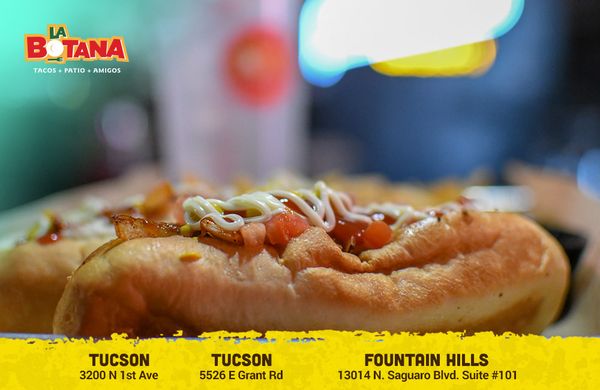 LA
BOTANA
TACOS + PATIO + AMIGOS
TUCSON
3200 N 1st Ave
TUCSON
5526 E Grant Rd
FOUNTAIN HILLS
13014 N. Saguaro Blvd. Suite #101